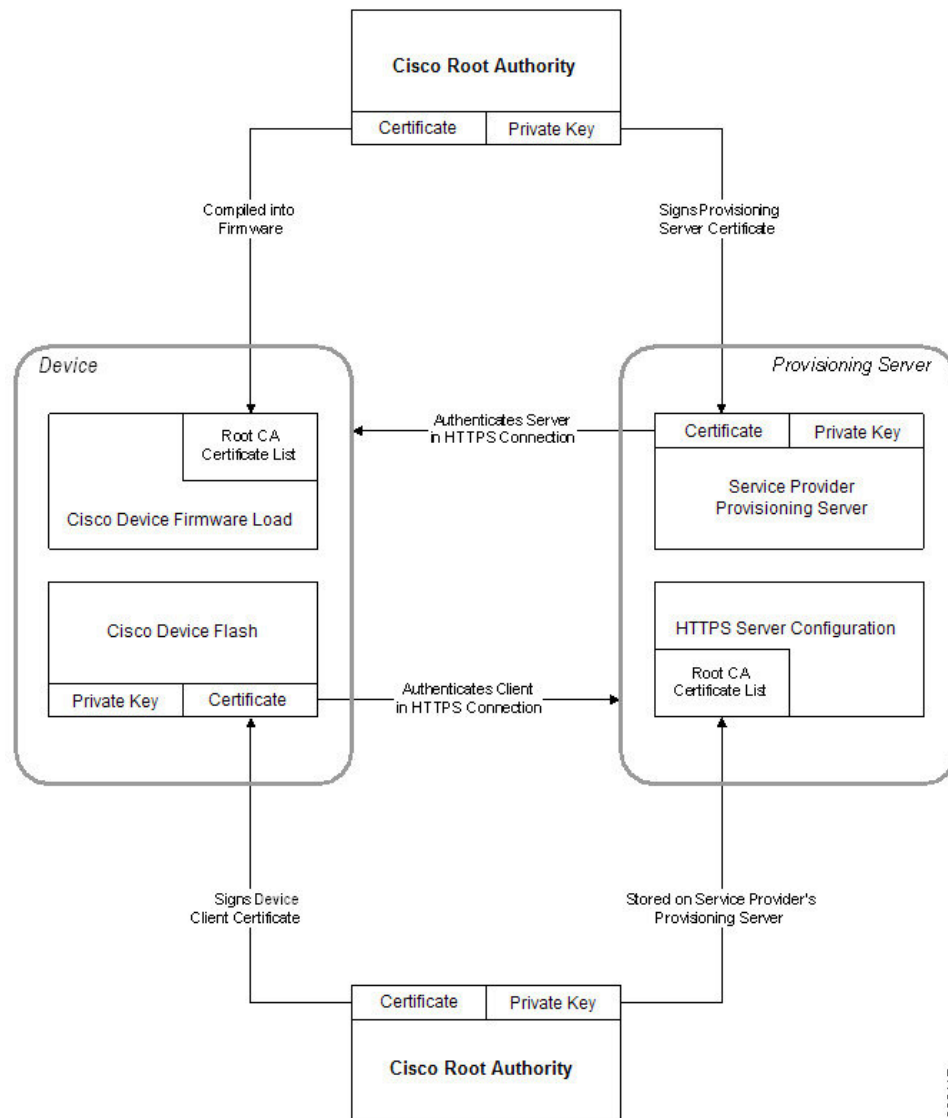 Cisco Root Authority
Certificate
Private Key
Compiled into
Firmware
Signs Provisioning
Server Certificate
Device
Provisioning Server
Root CA
Certificate List
Cisco Device Firmware Load
Authenticates Server
in HTTPS Connection
Certificate
Private Key
Service Provider
Provisioning Server
Cisco Device Flash
Private Key
Certificate
Authenticates Client
in HTTPS Connection
HTTPS Server Configuration
Root CA
Certificate List
Signs Device
Client Certificate
Stored on Service Provider's
Provisioning Server
Certificate
Private Key
Cisco Root Authority